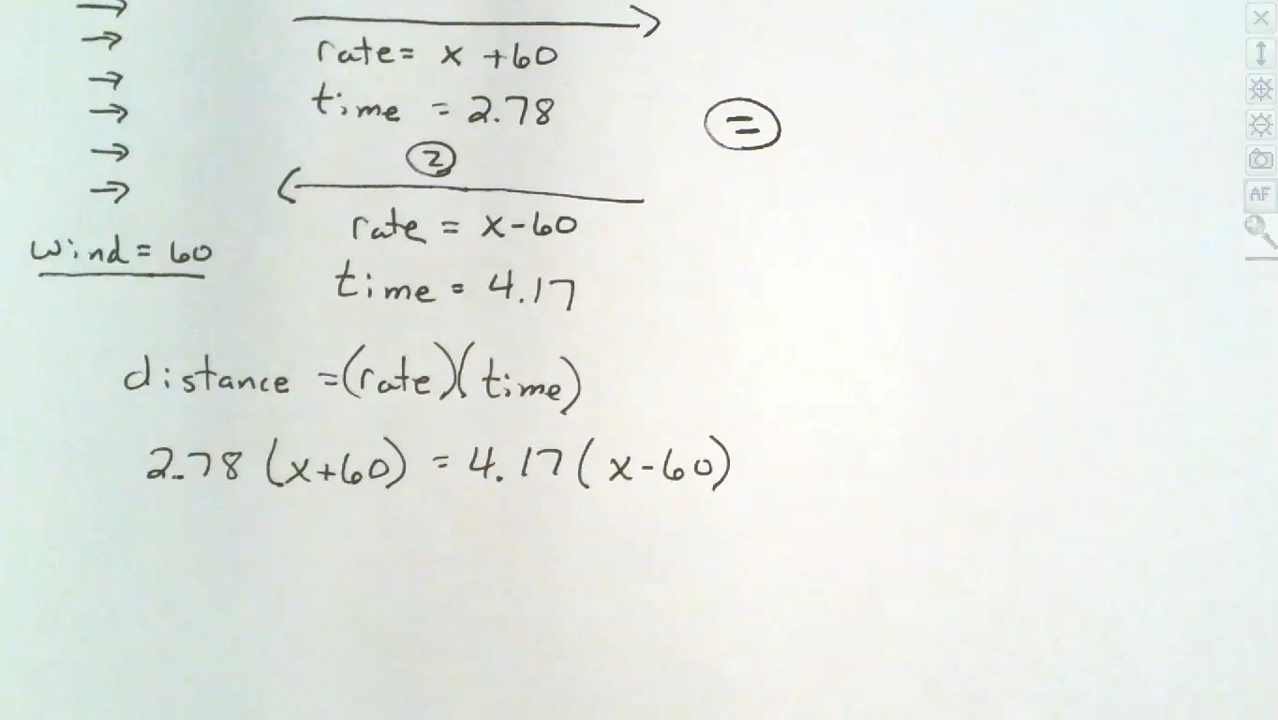 rate = x + 60
time = 2.78
=
2
rate = x - 60
wind = 60
time = 4.17
distance = (rate)(time)
2.78 (x+60) = 4.17 ( x - 60)
AF